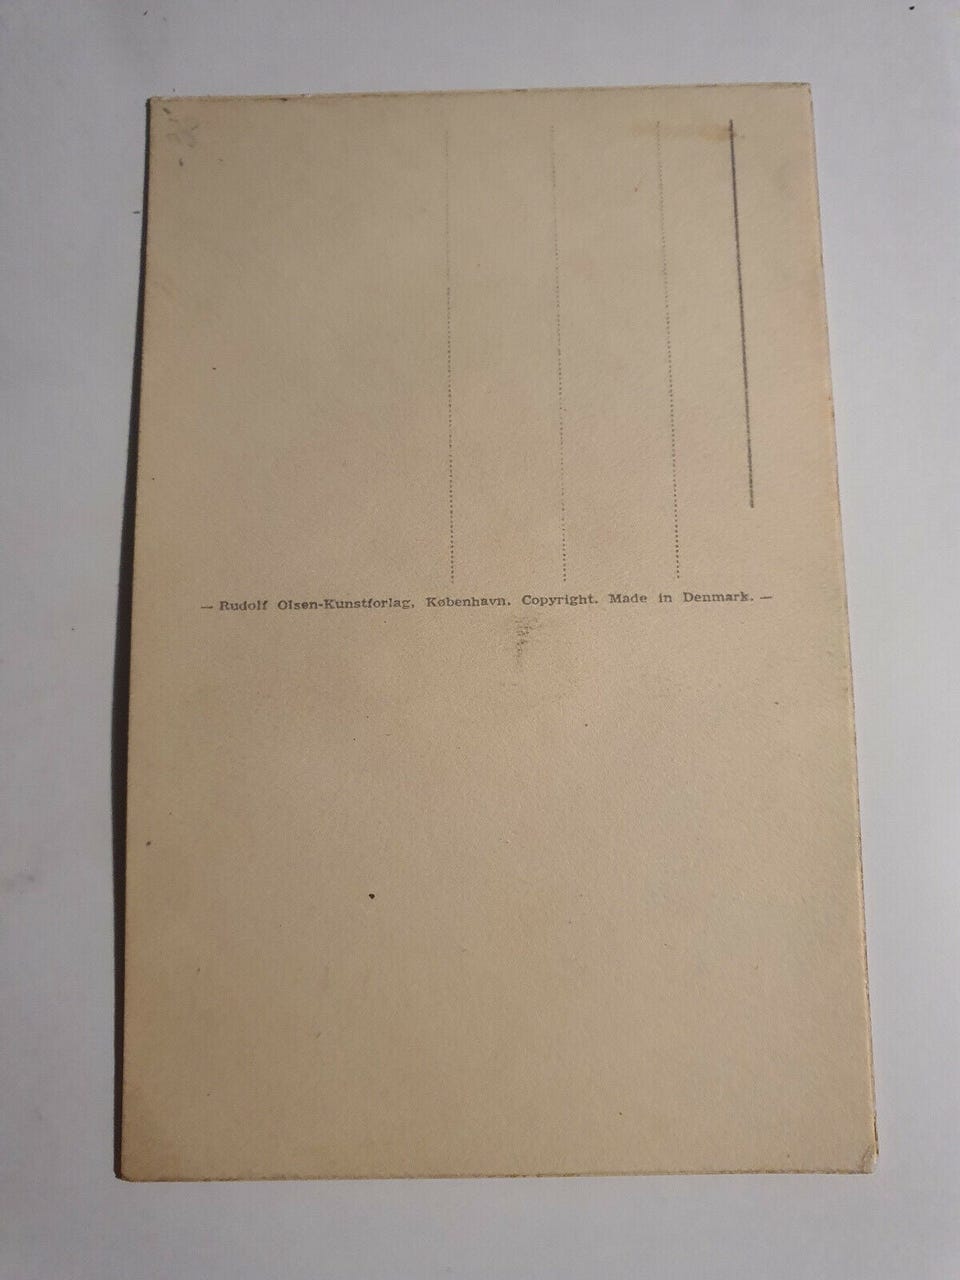 — Rudolf Olsen-Kunstforlag, København. Copyright. Made in Denmark. —